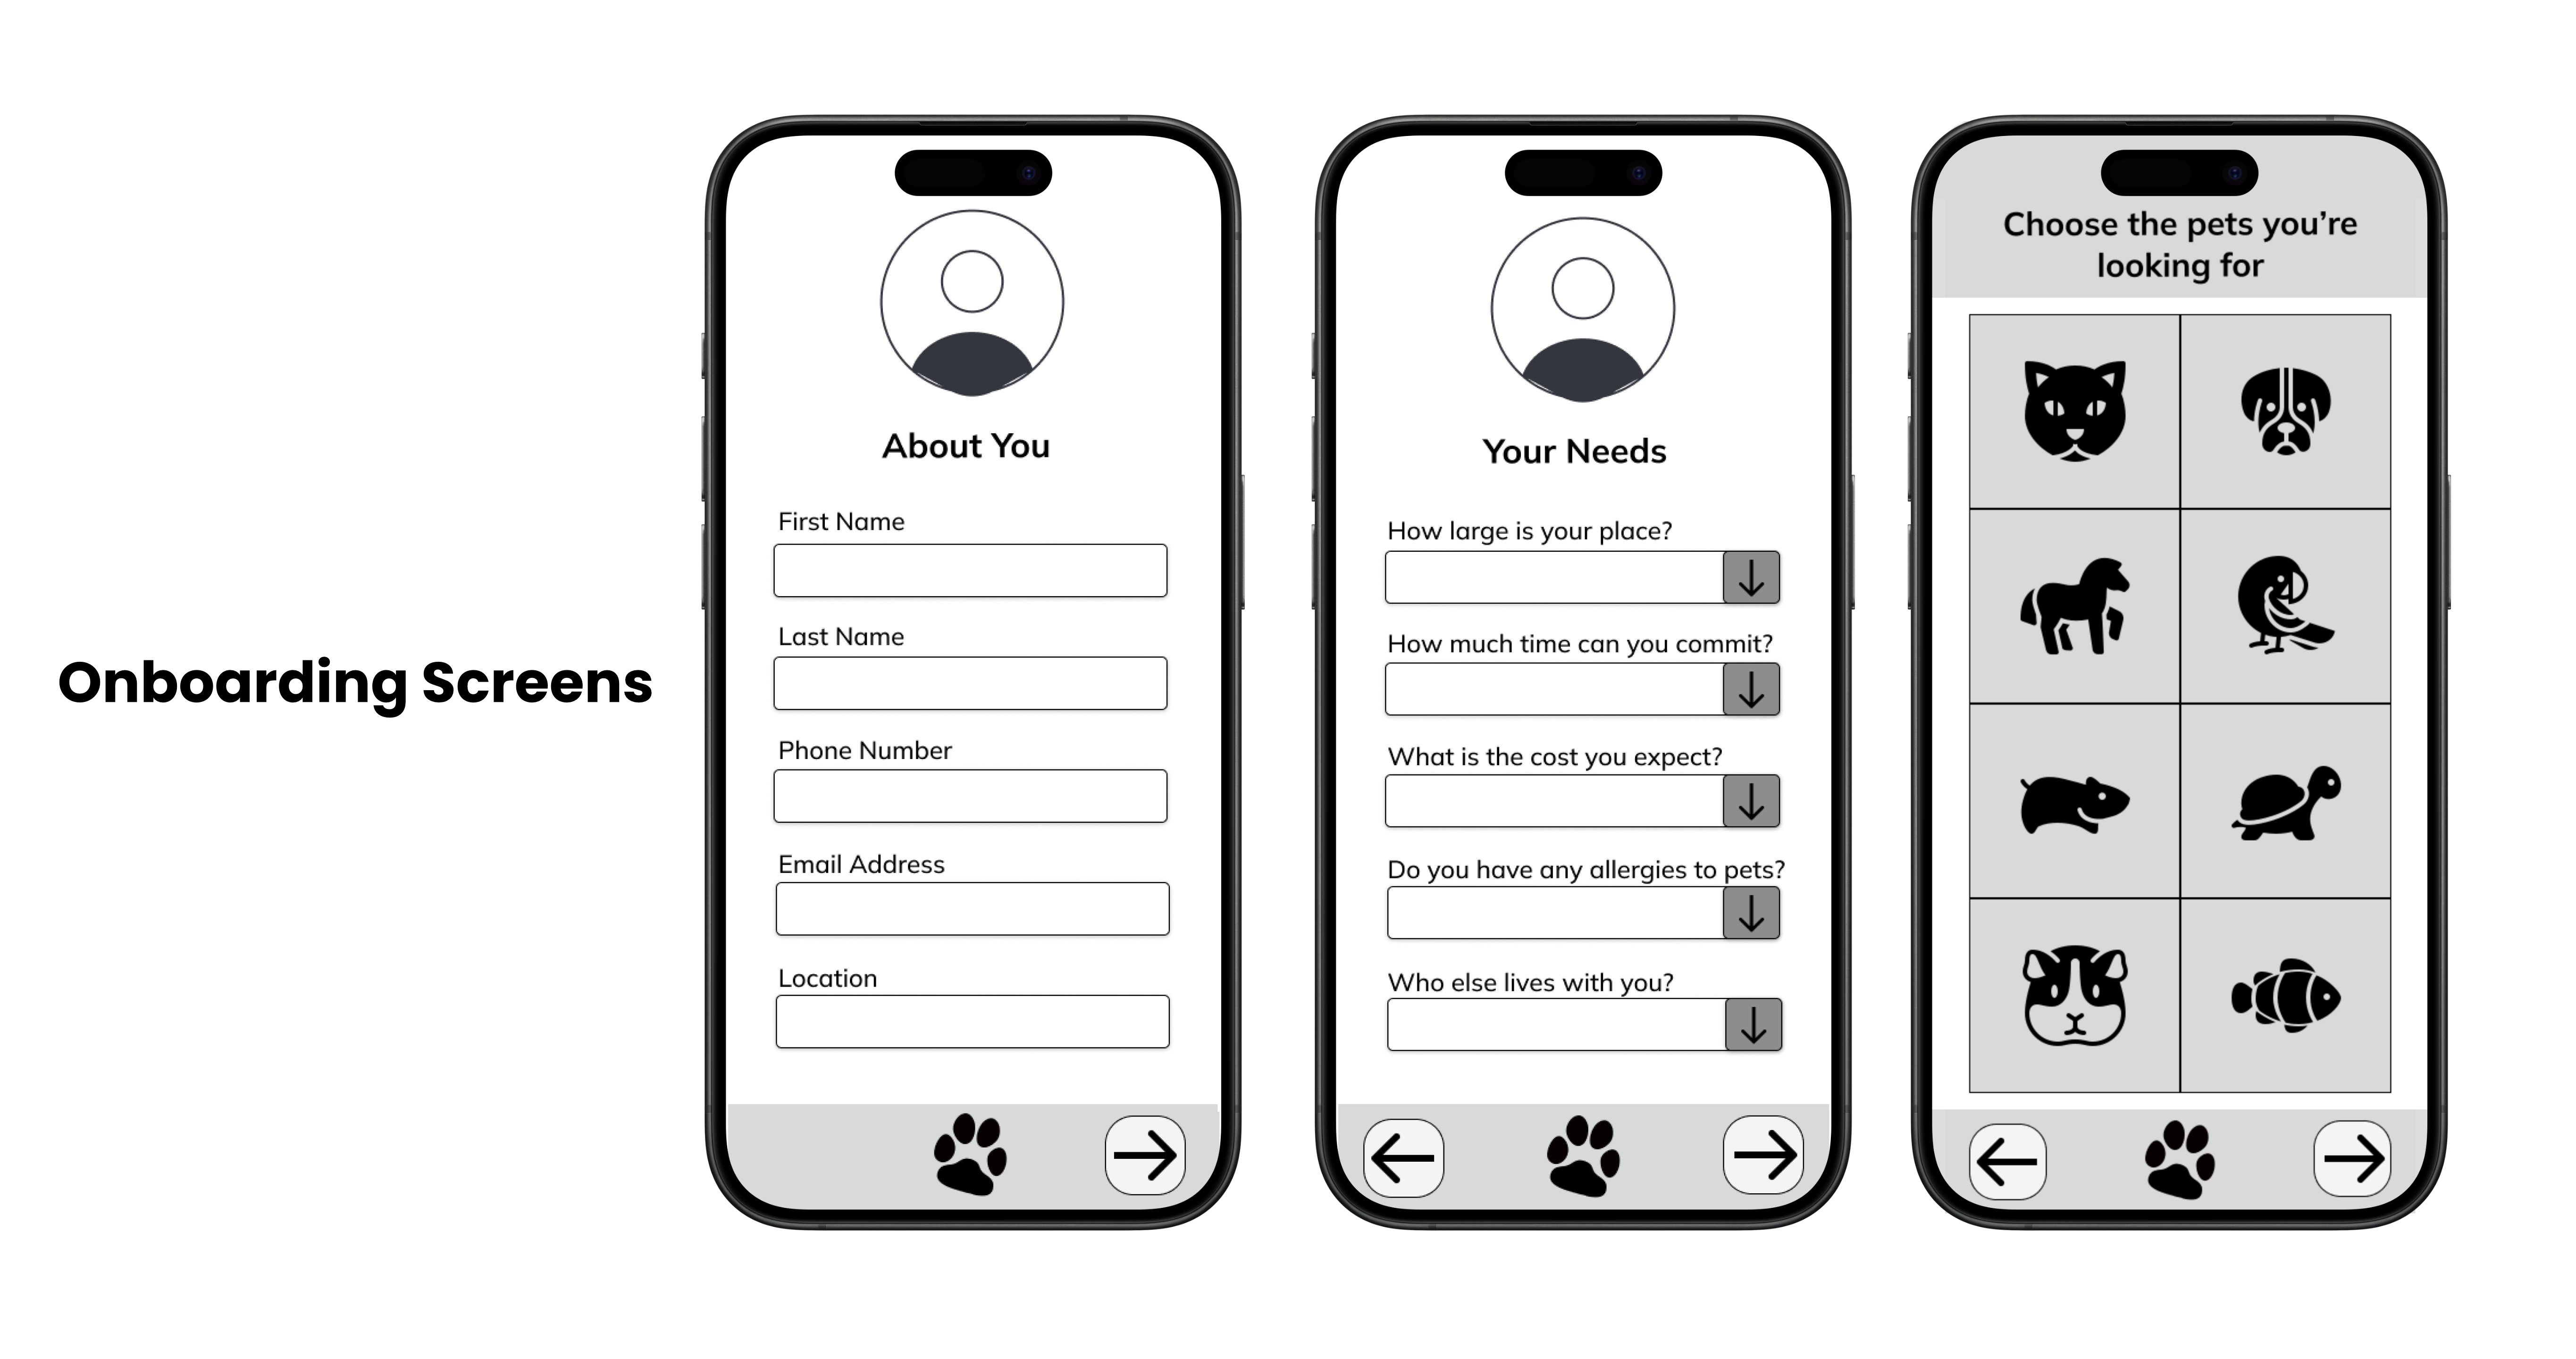 Onboarding Screens
About You
First Name
Last Name
Phone Number
Email Address
Location
Your Needs
How large is your place?
How much time can you commit?
What is the cost you expect?
Do you have any allergies to pets?
Who else lives with you?
Choose the pets you’re
looking for